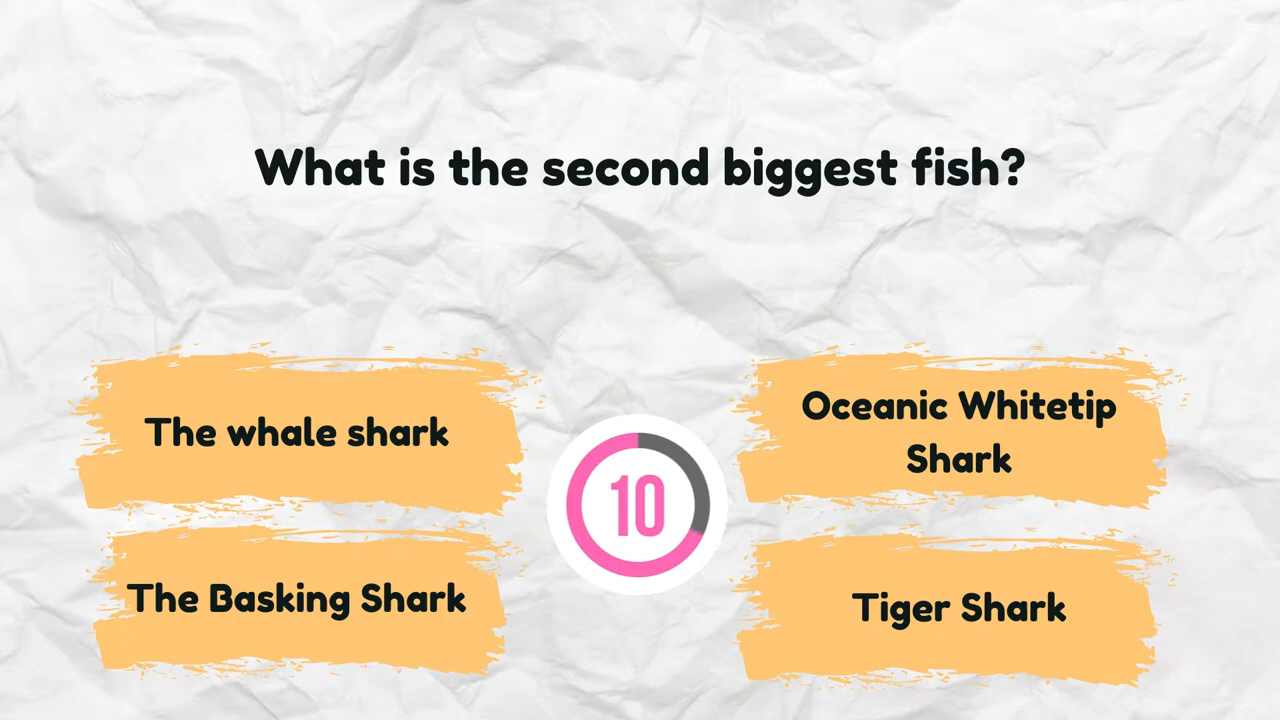 What is the second biggest fish?
The whale shark
Oceanic Whitetip
Shark
10
The Basking Shark
Tiger Shark